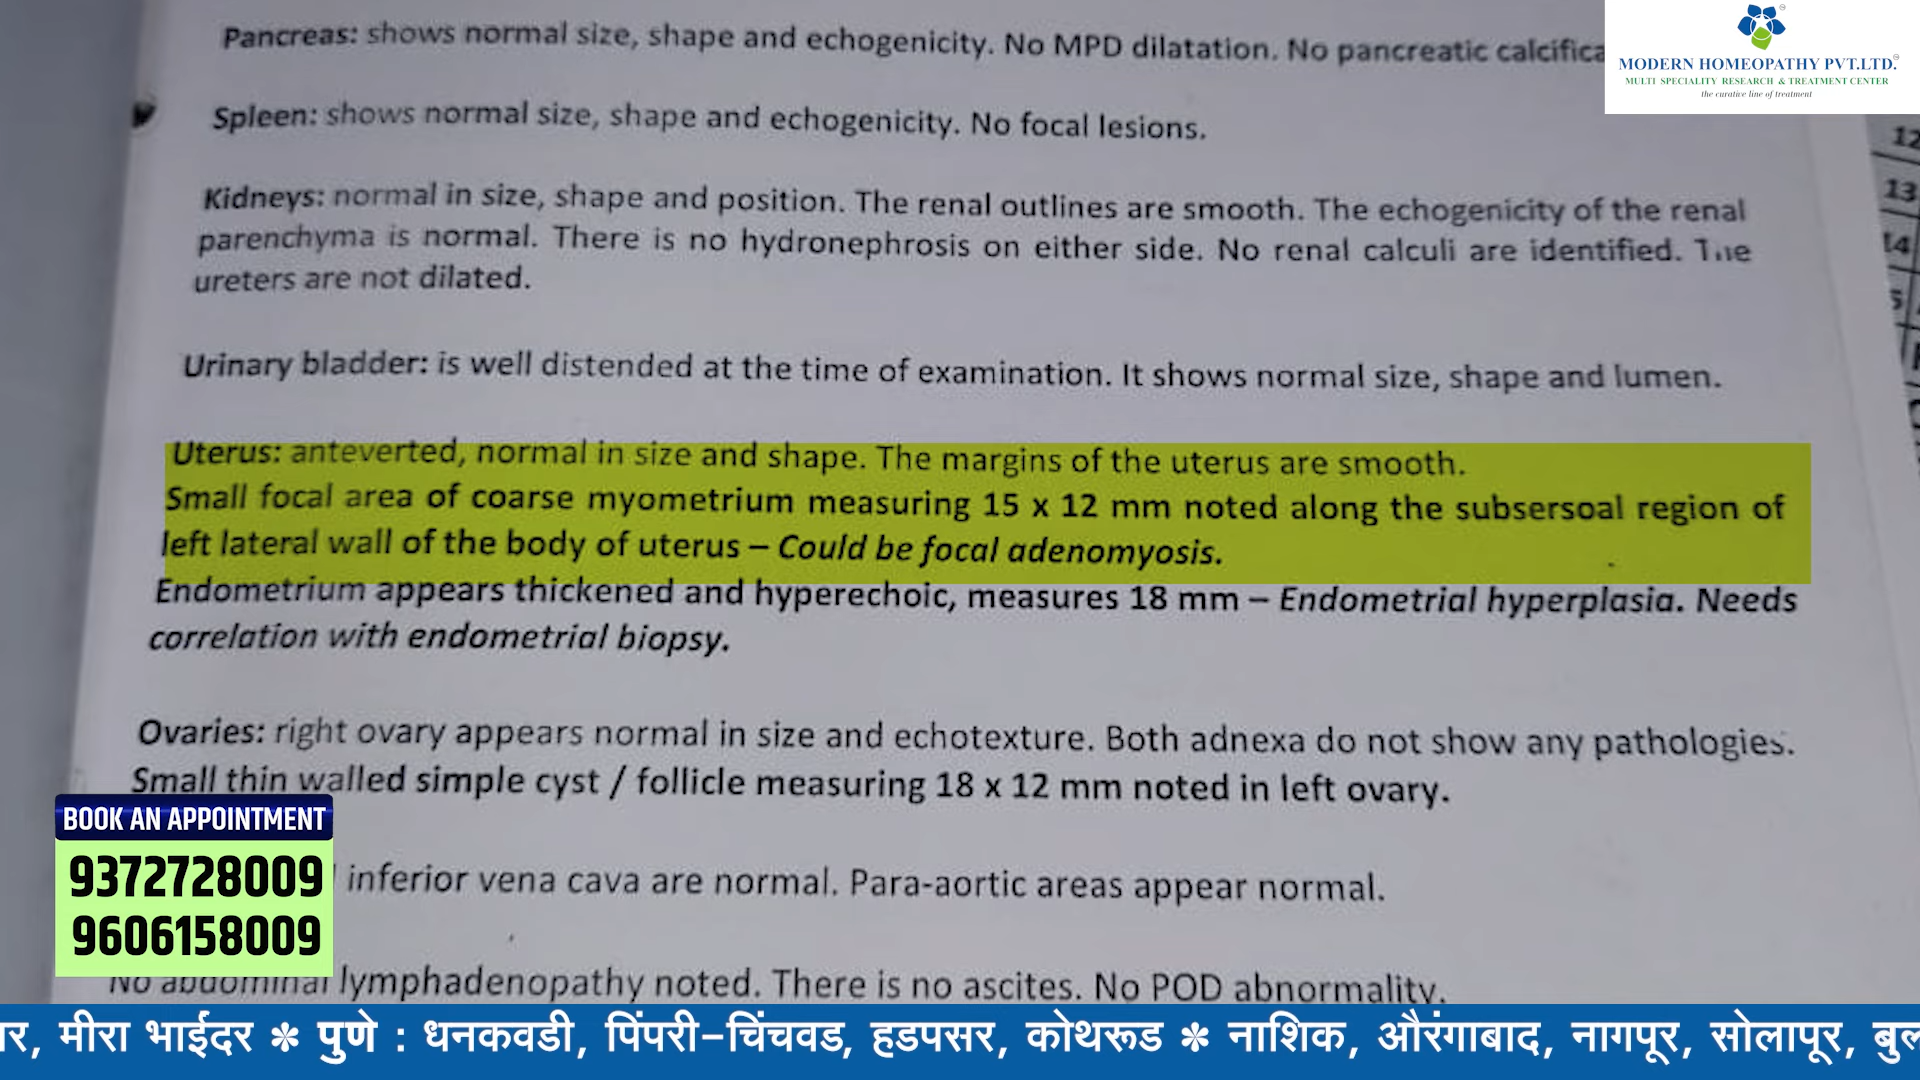 Pancreas: shows normal size, shape and echogenicity. No MPD dilatation. No pancreatic
MODERN HOMEOPATHY PVT.LTD.
MULTI SPECIALITY RESEARCH & TREATMENT CENTER
the curative line of treatment
Spleen: shows normal size, shape and echogenicity. No focal lesions.
12
13
14
Kidneys: normal in size, shape and position. The renal outlines are smooth. The echogenicity of the renal
parenchyma is normal. There is no hydronephrosis on either side. No renal calculi are identified. The
ureters are not dilated.
Urinary bladder: is well distended at the time of examination. It shows normal size, shape and lumen.
Uterus: anteverted, normal in size and shape. The margins of the uterus are smooth.
Small focal area of coarse myometrium measuring 15 x 12 mm noted along the subsersoal region of
left lateral wall of the body of uterus – Could be focal adenomyosis.
Endometrium appears thickened and hyperechoic, measures 18 mm – Endometrial hyperplasia. Needs
correlation with endometrial biopsy.
Ovaries: right ovary appears normal in size and echotexture. Both adnexa do not show any pathologies.
Small thin walled simple cyst / follicle measuring 18 x 12 mm noted in left ovary.
BOOK AN APPOINTMENT
9372728009
9606158009
inferior vena cava are normal. Para-aortic areas appear normal.
No abdominal lymphadenopathy noted. There is no ascites. No POD abnormality.
मीरा भाईंदर * पुणे : धनकवडी, पिंपरी-चिंचवड, हडपसर, कोथरूड * नाशिक, औरंगाबाद, नागपूर, सोलापूर,